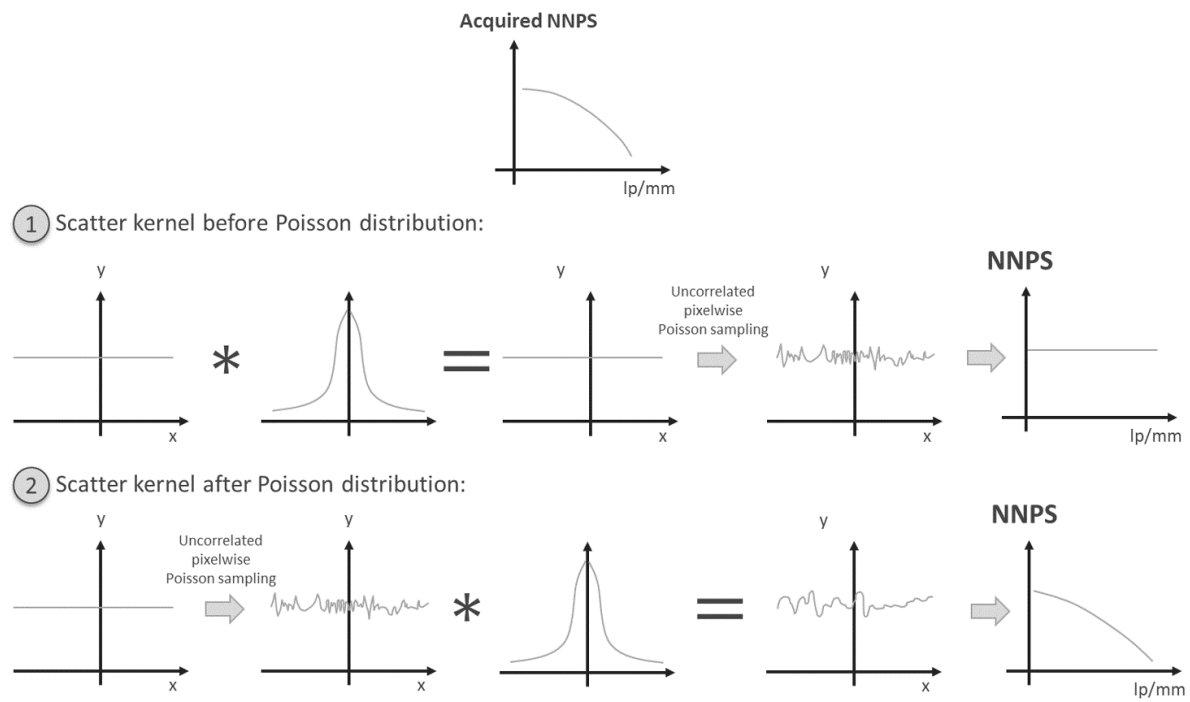 Acquired NNPS
lp/mm
1 Scatter kernel before Poisson distribution:
y
x
*
=
y
x
Uncorrelated
pixelwise
Poisson sampling
y
x
NNPS
lp/mm
2 Scatter kernel after Poisson distribution:
y
x
Uncorrelated
pixelwise
Poisson sampling
y
x
*
=
y
x
NNPS
lp/mm